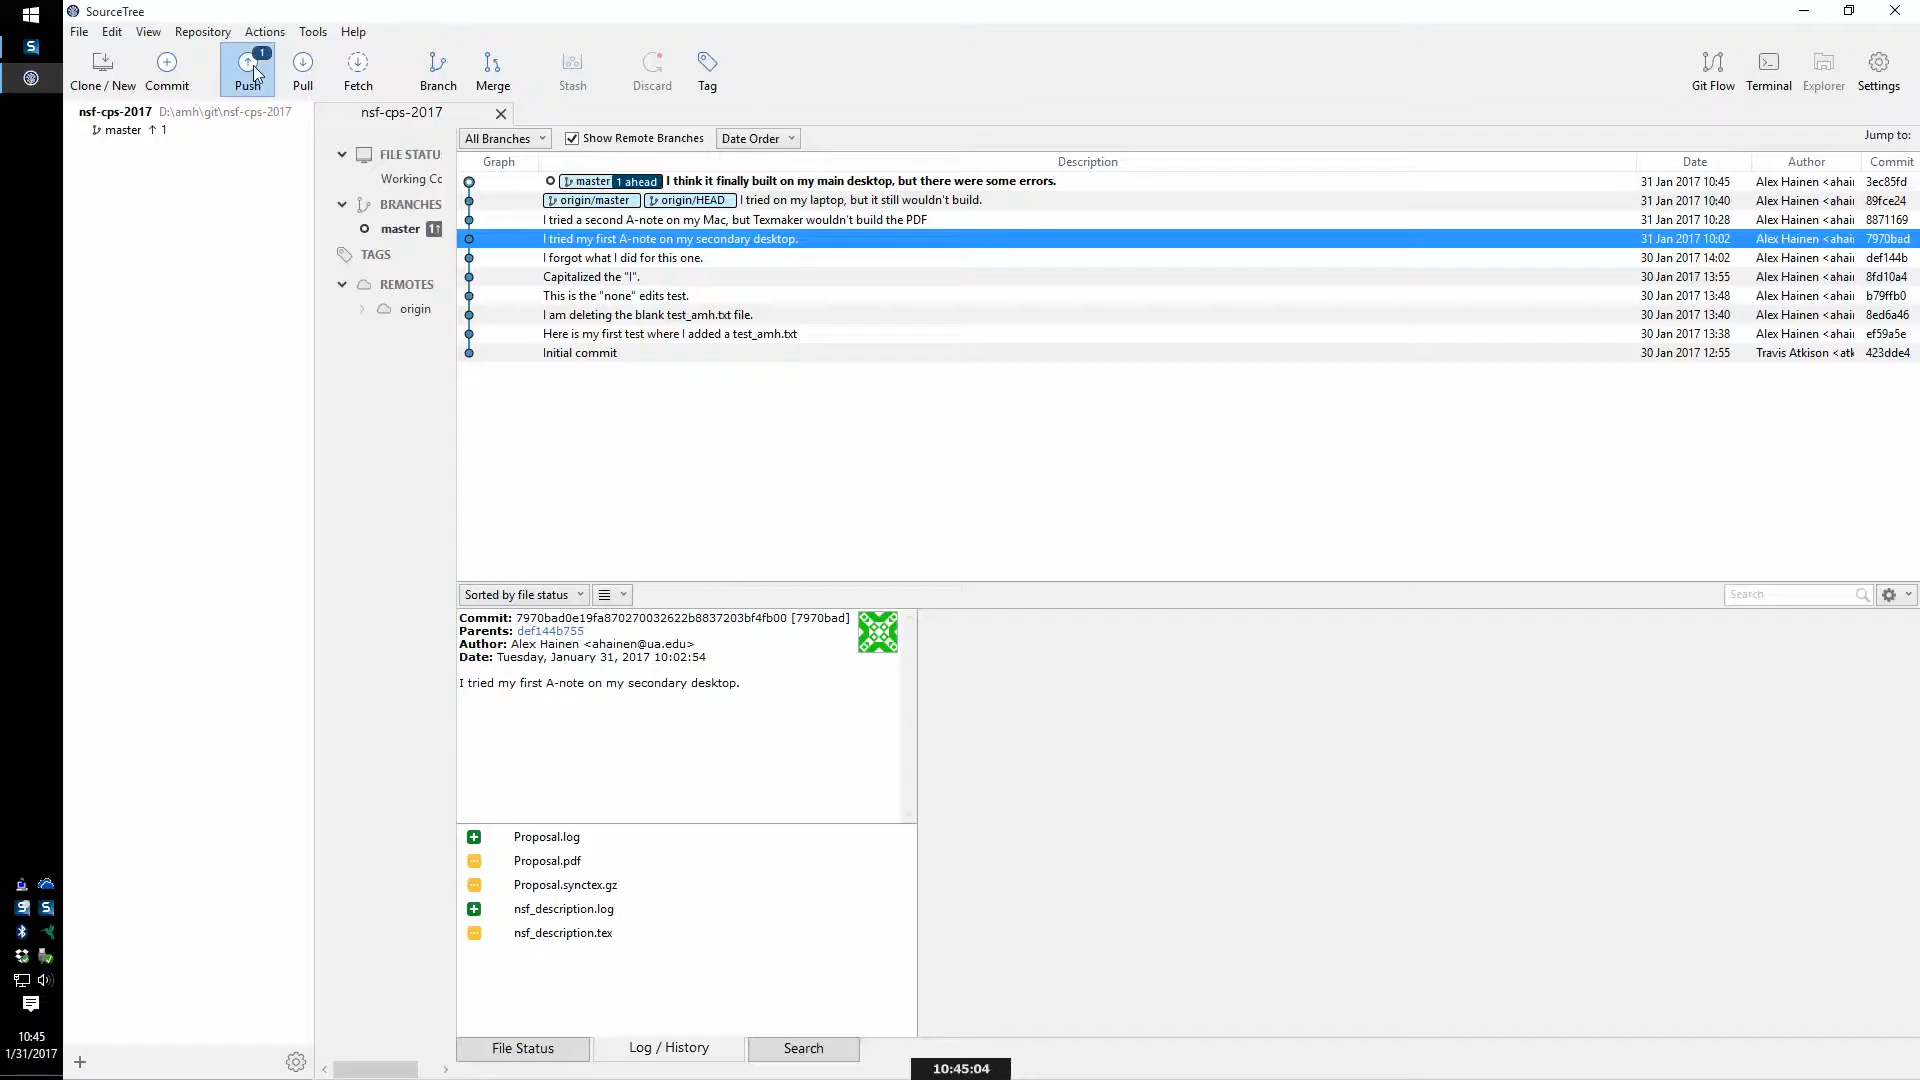 SourceTree
File Edit View Repository Actions Tools Help
Clone / New Commit 1 Push Pull Fetch Branch Merge Stash Discard Tag Git Flow Terminal Explorer Settings
nsf-cps-2017 D:\amh\git\nsf-cps-2017
master ↑ 1
nsf-cps-2017
FILE STATU
Working Cc
BRANCHES
master 1↑
TAGS
REMOTES
origin
All Branches Show Remote Branches Date Order Jump to:
Graph Description Date Author Commit
master 1 ahead I think it finally built on my main desktop, but there were some errors. 31 Jan 2017 10:45 Alex Hainen <ahai 3ec85fd
origin/master origin/HEAD I tried on my laptop, but it still wouldn't build. 31 Jan 2017 10:40 Alex Hainen <ahai 89fce24
I tried a second A-note on my Mac, but Texmaker wouldn't build the PDF 31 Jan 2017 10:28 Alex Hainen <ahai 8871169
I tried my first A-note on my secondary desktop. 31 Jan 2017 10:02 Alex Hainen <ahai 7970bad
I forgot what I did for this one. 30 Jan 2017 14:02 Alex Hainen <ahai def144b
Capitalized the "I". 30 Jan 2017 13:55 Alex Hainen <ahai 8fd10a4
This is the "none" edits test. 30 Jan 2017 13:48 Alex Hainen <ahai b79ffb0
I am deleting the blank test_amh.txt file. 30 Jan 2017 13:40 Alex Hainen <ahai 8ed6a46
Here is my first test where I added a test_amh.txt 30 Jan 2017 13:38 Alex Hainen <ahai ef59a5e
Initial commit 30 Jan 2017 12:55 Travis Atkison <atk 423dde4
Sorted by file status Search
Commit: 7970bad0e19fa870270032622b8837203bf4fb00 [7970bad]
Parents: def144b755
Author: Alex Hainen <ahainen@ua.edu>
Date: Tuesday, January 31, 2017 10:02:54
I tried my first A-note on my secondary desktop.
Proposal.log
Proposal.pdf
Proposal.synctex.gz
nsf_description.log
nsf_description.tex
File Status Log / History Search
10:45
1/31/2017
10:45:04